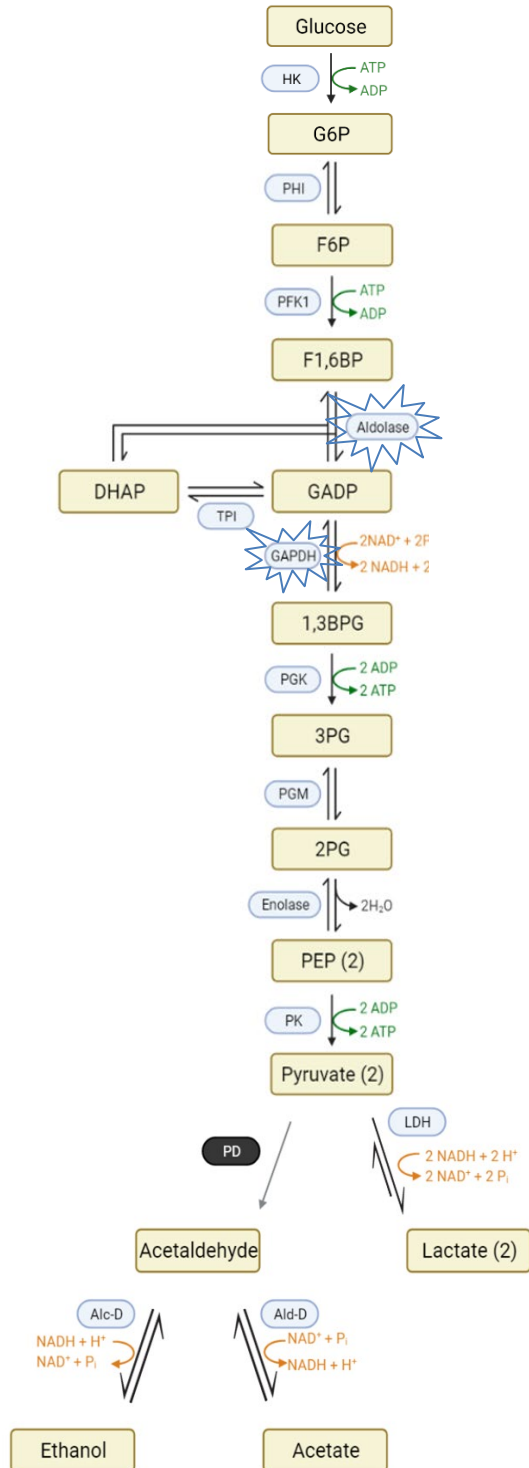 Glucose
HK
ATP
ADP
G6P
PHI
F6P
PFK1
ATP
ADP
F1,6BP
Aldolase
DHAP
GADP
TPI
GAPDH
2NAD⁺ + 2P
2 NADH + 2
1,3BPG
PGK
2 ADP
2 ATP
3PG
PGM
2PG
Enolase
2H₂O
PEP (2)
PK
2 ADP
2 ATP
Pyruvate (2)
LDH
PD
2 NADH + 2 H⁺
2 NAD⁺ + 2 Pᵢ
Acetaldehyde
Lactate (2)
Alc-D
NADH + H⁺
NAD⁺ + Pᵢ
Ald-D
NAD⁺ + Pᵢ
NADH + H⁺
Ethanol
Acetate